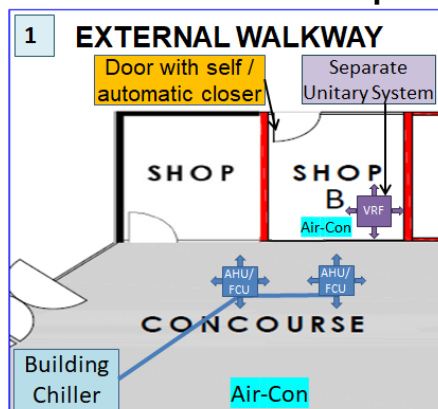 1 EXTERNAL WALKWAY
Door with self /
automatic closer
Separate
Unitary System
SHOP
SHOP
B
VRF
Air-Con
AHU/
FCU
AHU/
FCU
CONCOURSE
Building
Chiller
Air-Con